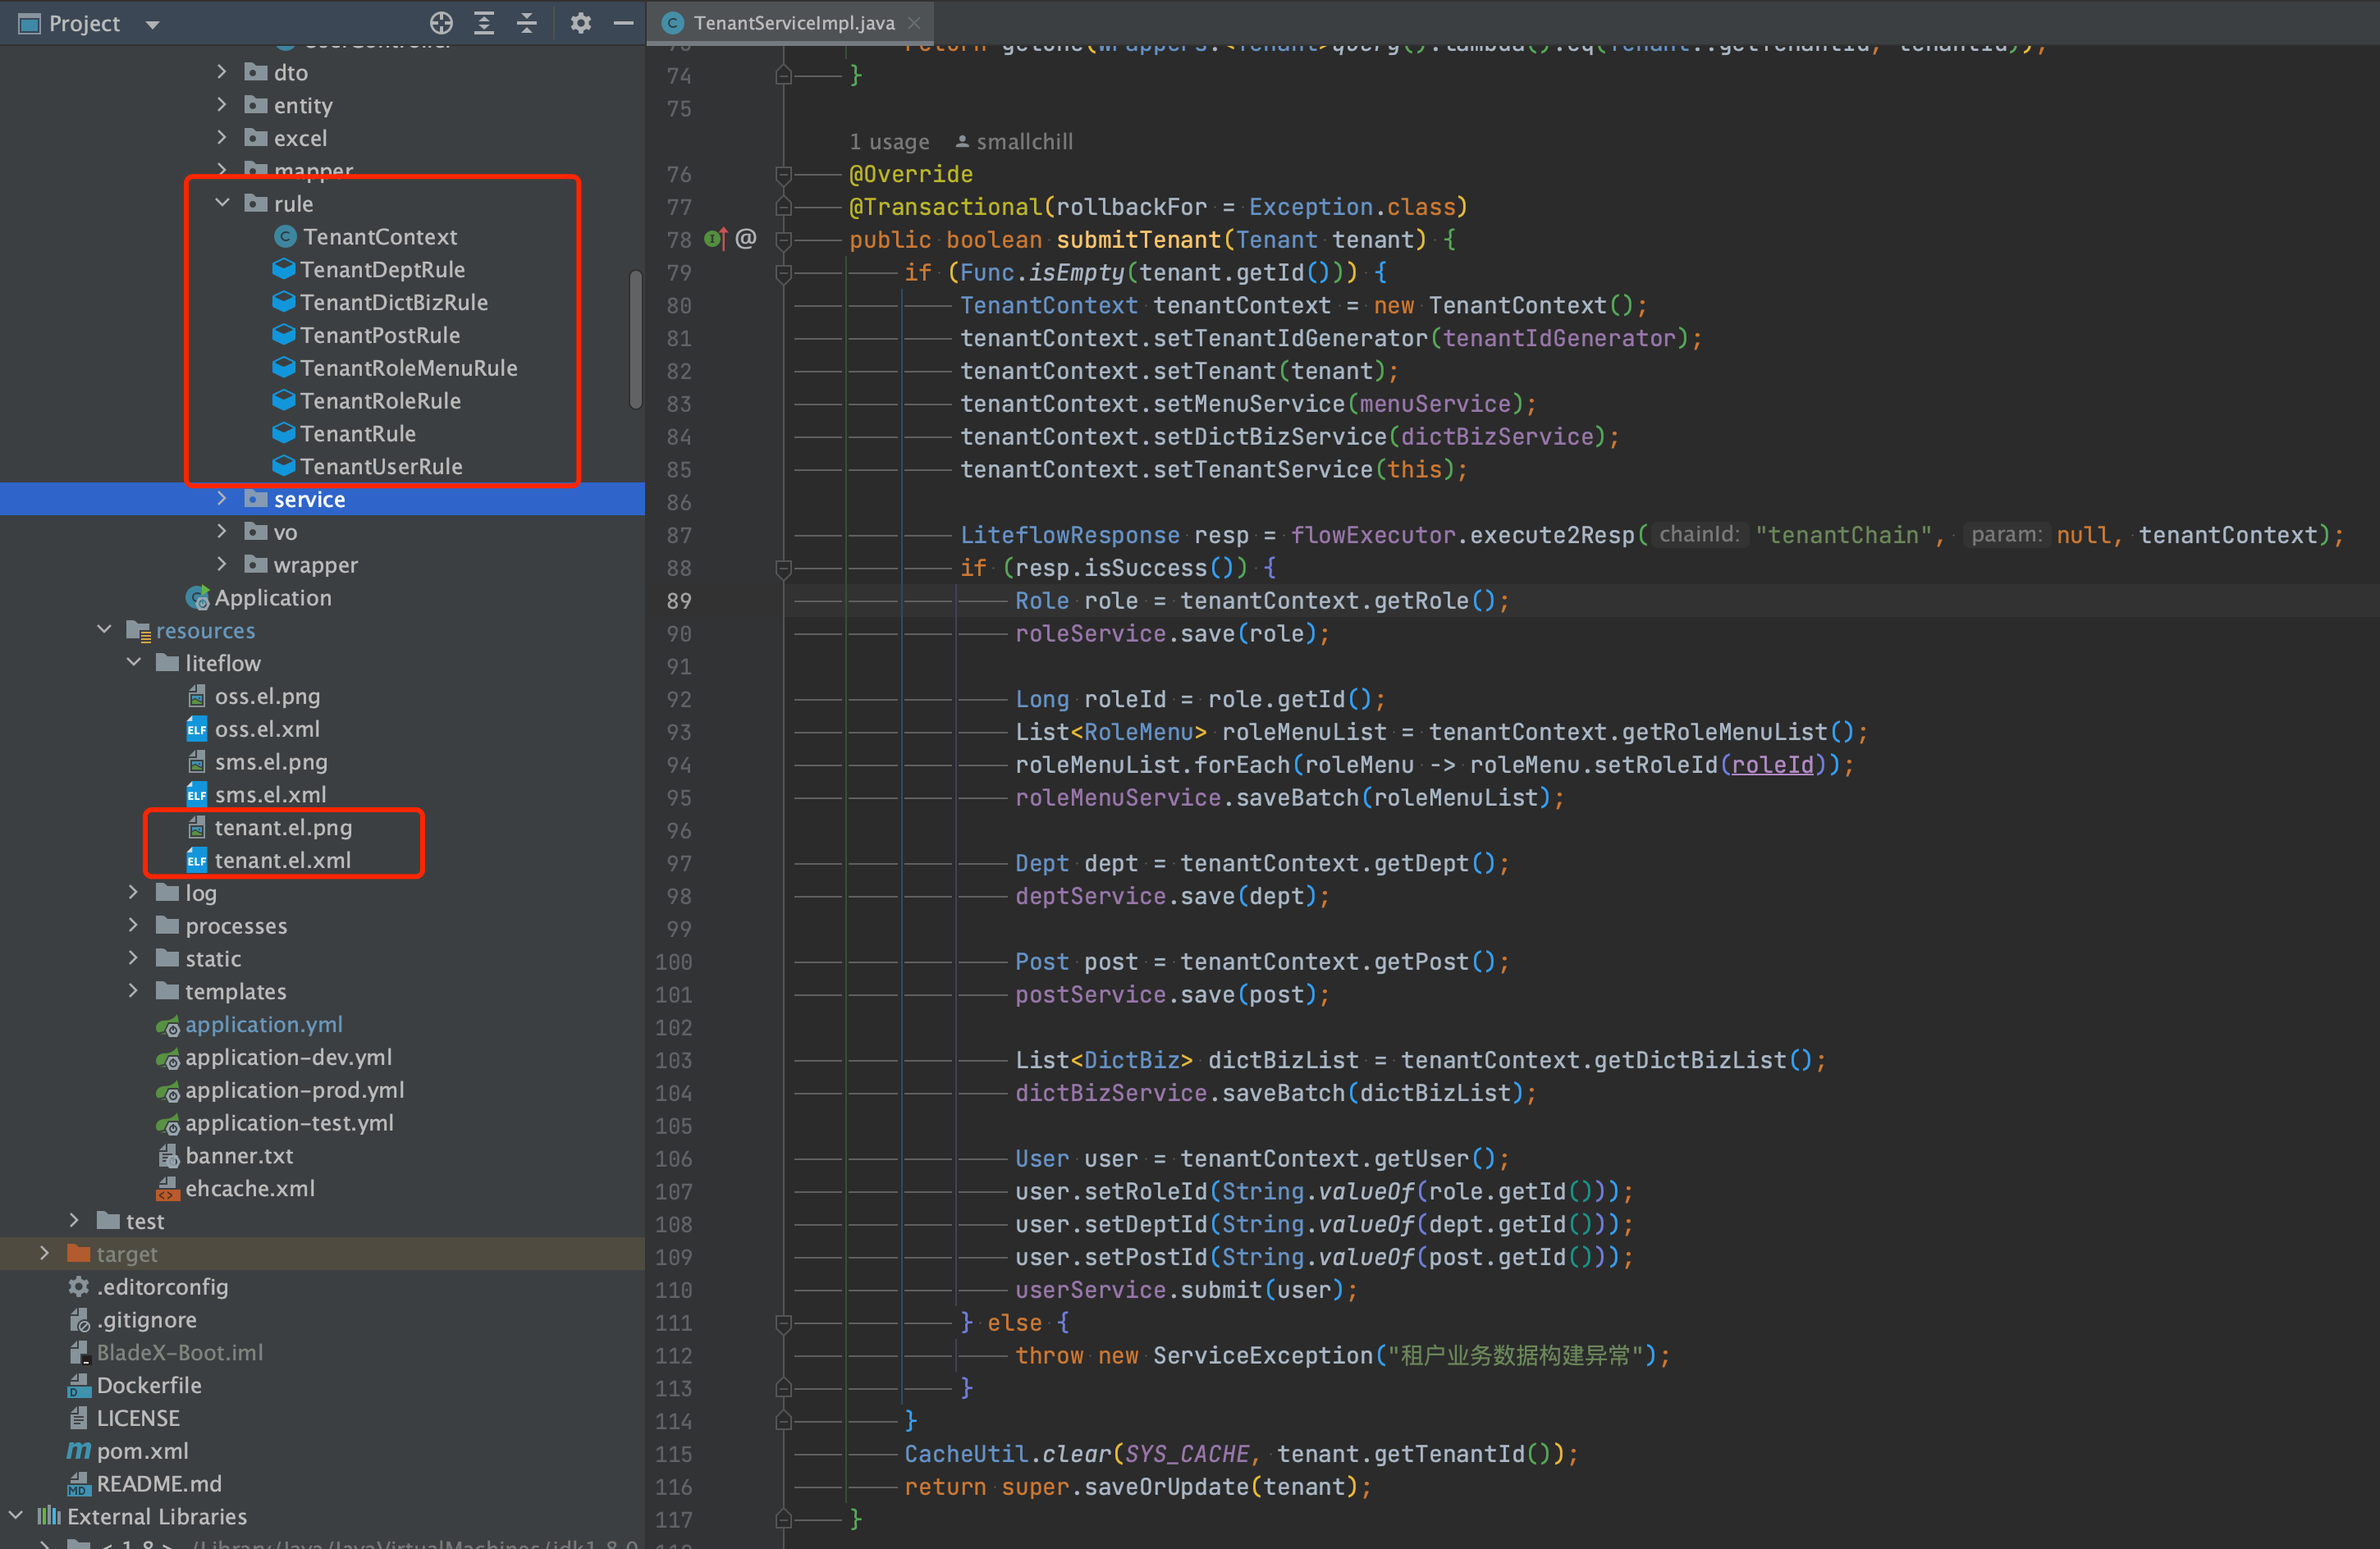 Project
dto
entity
excel
mapper
rule
TenantContext
TenantDeptRule
TenantDictBizRule
TenantPostRule
TenantRoleMenuRule
TenantRoleRule
TenantRule
TenantUserRule
service
vo
wrapper
Application
resources
liteflow
oss.el.png
oss.el.xml
sms.el.png
sms.el.xml
tenant.el.png
tenant.el.xml
log
processes
static
templates
application.yml
application-dev.yml
application-prod.yml
application-test.yml
banner.txt
ehcache.xml
test
target
.editorconfig
.gitignore
BladeX-Boot.iml
Dockerfile
LICENSE
pom.xml
README.md
External Libraries
TenantServiceImpl.java
74 }
75
1 usage smallchill
76 @Override
77 @Transactional(rollbackFor = Exception.class)
78 public boolean submitTenant(Tenant tenant) {
79 if (Func.isEmpty(tenant.getId())) {
80 TenantContext tenantContext = new TenantContext();
81 tenantContext.setTenantIdGenerator(tenantIdGenerator);
82 tenantContext.setTenant(tenant);
83 tenantContext.setMenuService(menuService);
84 tenantContext.setDictBizService(dictBizService);
85 tenantContext.setTenantService(this);
86
87 LiteflowResponse resp = flowExecutor.execute2Resp( chainId: "tenantChain", param: null, tenantContext);
88 if (resp.isSuccess()) {
89 Role role = tenantContext.getRole();
90 roleService.save(role);
91
92 Long roleId = role.getId();
93 List<RoleMenu> roleMenuList = tenantContext.getRoleMenuList();
94 roleMenuList.forEach(roleMenu -> roleMenu.setRoleId(roleId));
95 roleMenuService.saveBatch(roleMenuList);
96
97 Dept dept = tenantContext.getDept();
98 deptService.save(dept);
99
100 Post post = tenantContext.getPost();
101 postService.save(post);
102
103 List<DictBiz> dictBizList = tenantContext.getDictBizList();
104 dictBizService.saveBatch(dictBizList);
105
106 User user = tenantContext.getUser();
107 user.setRoleId(String.valueOf(role.getId()));
108 user.setDeptId(String.valueOf(dept.getId()));
109 user.setPostId(String.valueOf(post.getId()));
110 userService.submit(user);
111 } else {
112 throw new ServiceException("租户业务数据构建异常");
113 }
114 }
115 CacheUtil.clear(SYS_CACHE, tenant.getTenantId());
116 return super.saveOrUpdate(tenant);
117 }